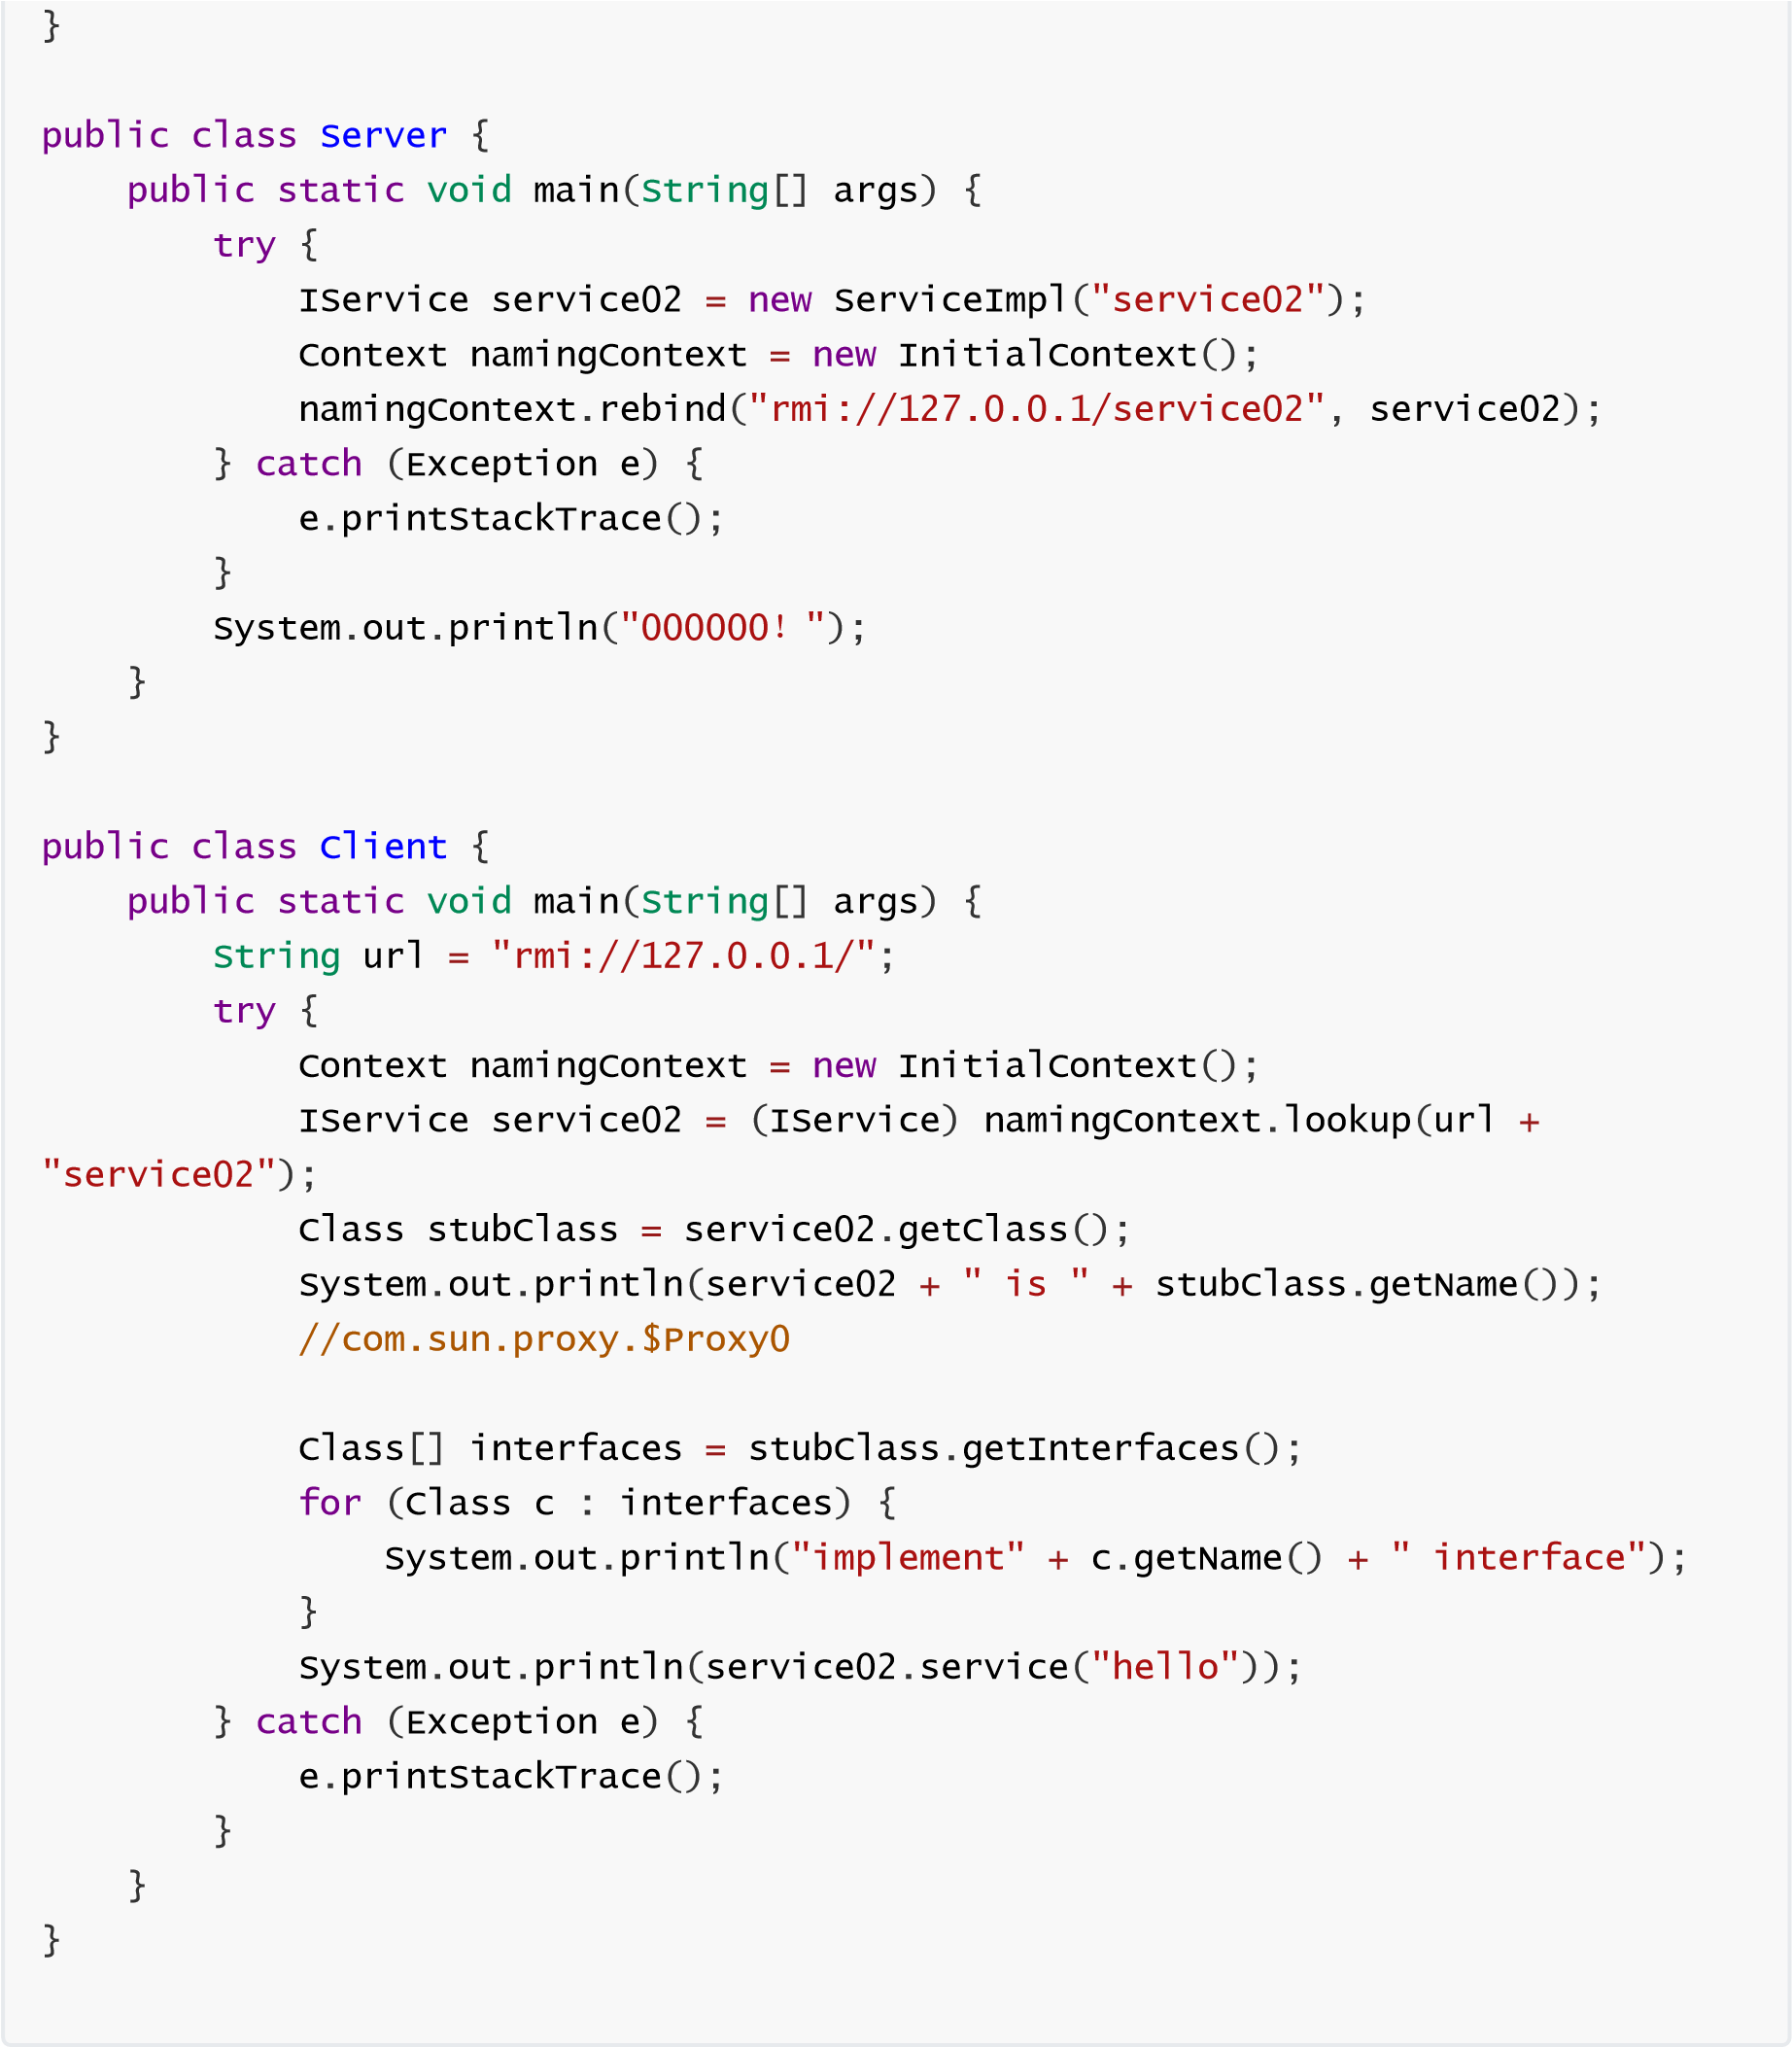 }

public class Server {
    public static void main(String[] args) {
        try {
            IService service02 = new ServiceImpl("service02");
            Context namingContext = new InitialContext();
            namingContext.rebind("rmi://127.0.0.1/service02", service02);
        } catch (Exception e) {
            e.printStackTrace();
        }
        System.out.println("000000！");
    }
}

public class Client {
    public static void main(String[] args) {
        String url = "rmi://127.0.0.1/";
        try {
            Context namingContext = new InitialContext();
            IService service02 = (IService) namingContext.lookup(url +
"service02");
            Class stubClass = service02.getClass();
            System.out.println(service02 + " is " + stubClass.getName());
            //com.sun.proxy.$Proxy0

            Class[] interfaces = stubClass.getInterfaces();
            for (Class c : interfaces) {
                System.out.println("implement" + c.getName() + " interface");
            }
            System.out.println(service02.service("hello"));
        } catch (Exception e) {
            e.printStackTrace();
        }
    }
}